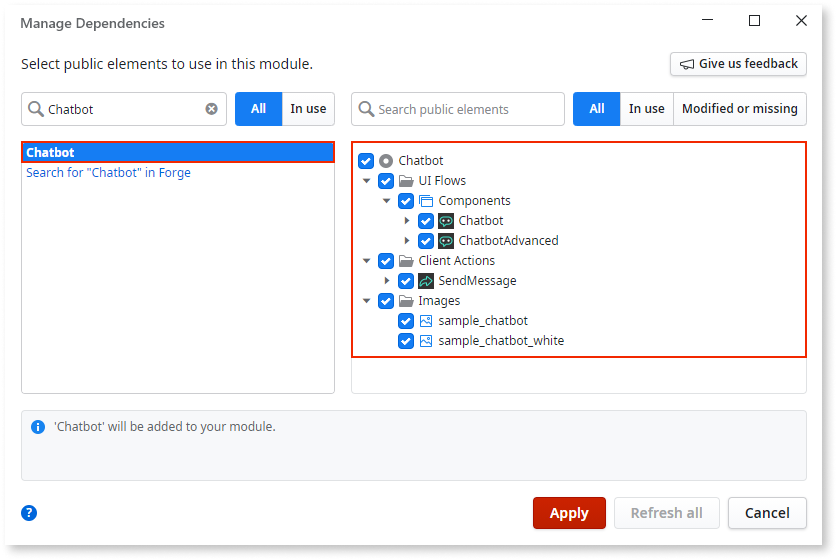 Manage Dependencies
Select public elements to use in this module.
Give us feedback
Chatbot
All
In use
Search public elements
All
In use
Modified or missing
Chatbot
Search for "Chatbot" in Forge
Chatbot
UI Flows
Components
Chatbot
ChatbotAdvanced
Client Actions
SendMessage
Images
sample_chatbot
sample_chatbot_white
'Chatbot' will be added to your module.
?
Apply
Refresh all
Cancel